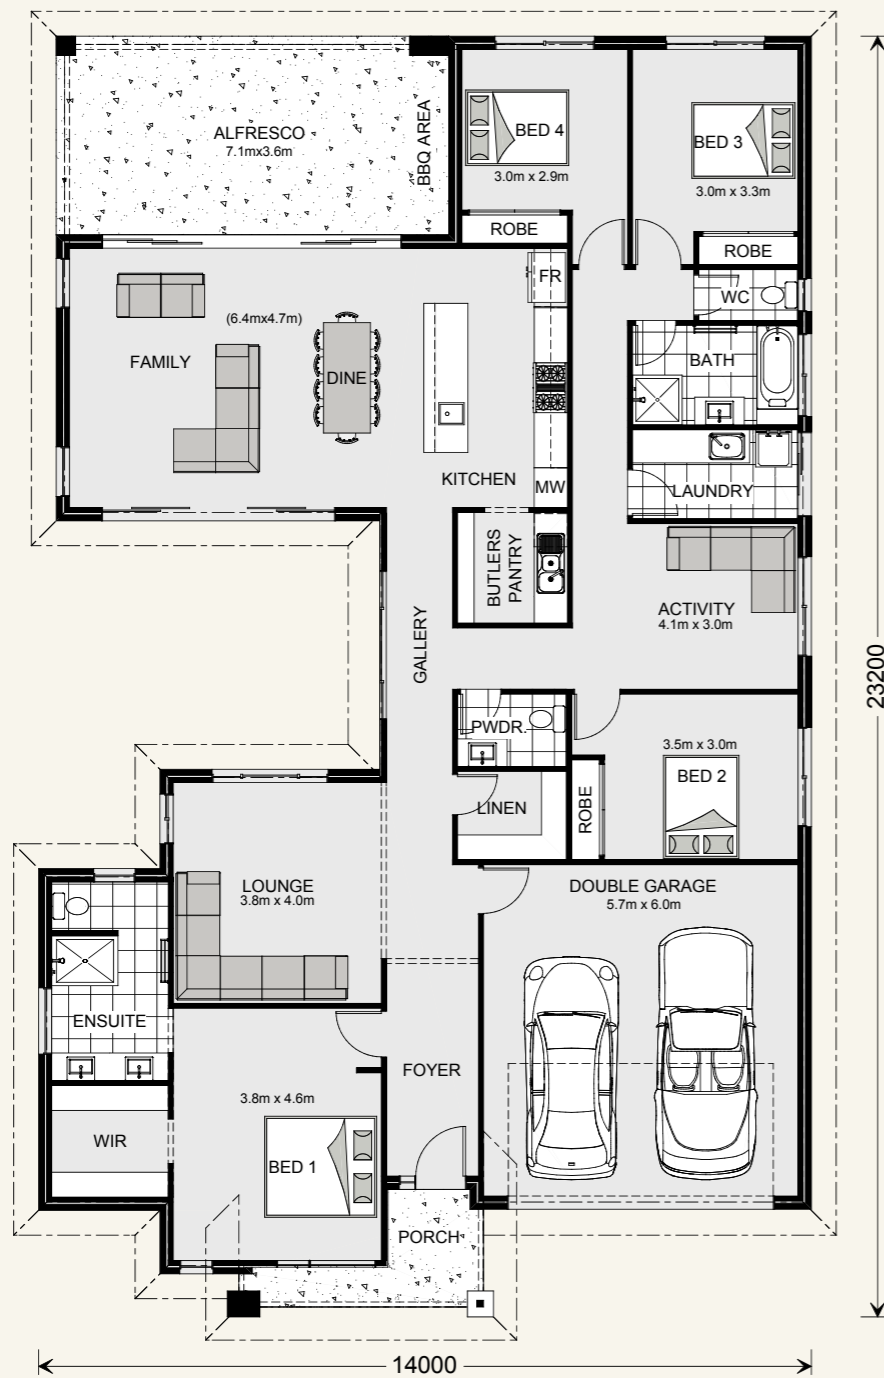 ALFRESCO
7.1mx3.6m
BBQ AREA
BED 4
3.0m x 2.9m
ROBE
BED 3
3.0m x 3.3m
ROBE
FR
WC
(6.4mx4.7m)
FAMILY
DINE
BATH
KITCHEN
MW
LAUNDRY
BUTLERS
PANTRY
GALLERY
ACTIVITY
4.1m x 3.0m
23200
PWDR.
3.5m x 3.0m
BED 2
LINEN
ROBE
LOUNGE
3.8m x 4.0m
DOUBLE GARAGE
5.7m x 6.0m
ENSUITE
FOYER
3.8m x 4.6m
WIR
BED 1
PORCH
14000